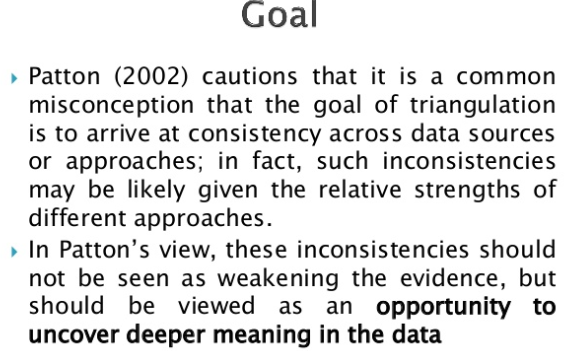 Goal
Patton (2002) cautions that it is a common
misconception that the goal of triangulation
is to arrive at consistency across data sources
or approaches; in fact, such inconsistencies
may be likely given the relative strengths of
different approaches.
In Patton's view, these inconsistencies should
not be seen as weakening the evidence, but
should be viewed as an opportunity to
uncover deeper meaning in the data